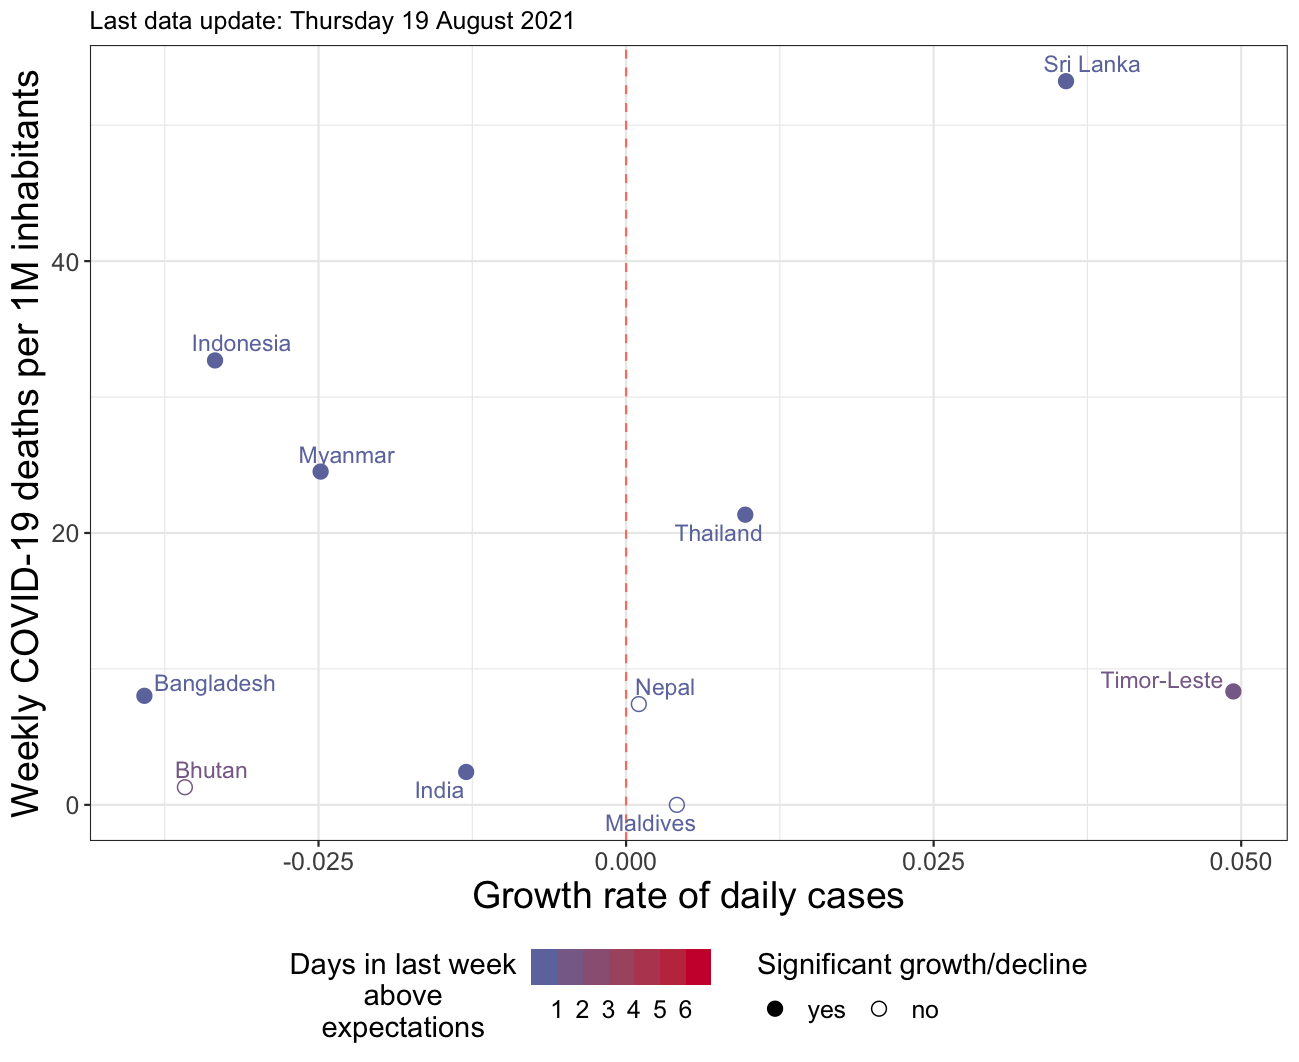 Last data update: Thursday 19 August 2021
Weekly COVID-19 deaths per 1M inhabitants
40
20
0
Sri Lanka
Indonesia
Myanmar
Thailand
Bangladesh
Nepal
Timor-Leste
Bhutan
India
Maldives
-0.025 0.000 0.025 0.050
Growth rate of daily cases
Days in last week
above
expectations
1 2 3 4 5 6
Significant growth/decline
yes no